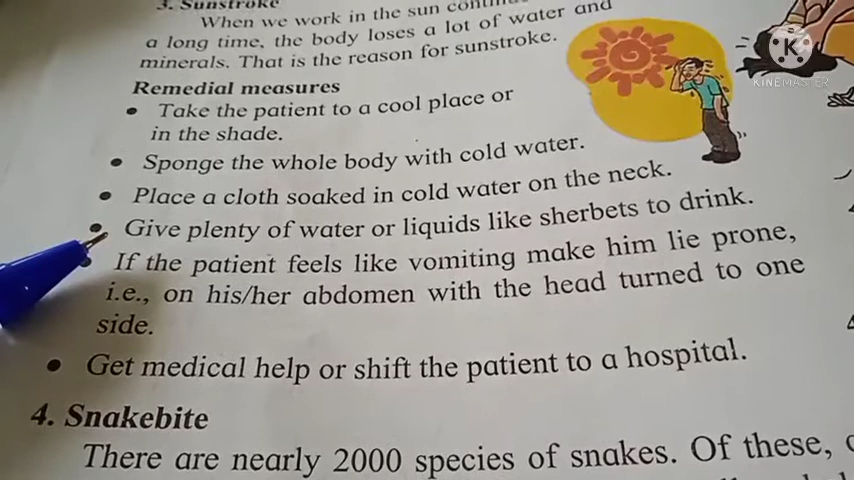 3. Sunstroke
When we work in the sun
a long time, the body loses a lot of water and
minerals. That is the reason for sunstroke.
Remedial measures
• Take the patient to a cool place or
in the shade.
• Sponge the whole body with cold water.
• Place a cloth soaked in cold water on the neck.
• Give plenty of water or liquids like sherbets to drink.
• If the patient feels like vomiting make him lie prone,
i.e., on his/her abdomen with the head turned to one
side.
• Get medical help or shift the patient to a hospital.
4. Snakebite
There are nearly 2000 species of snakes. Of these,
KINEMASTER